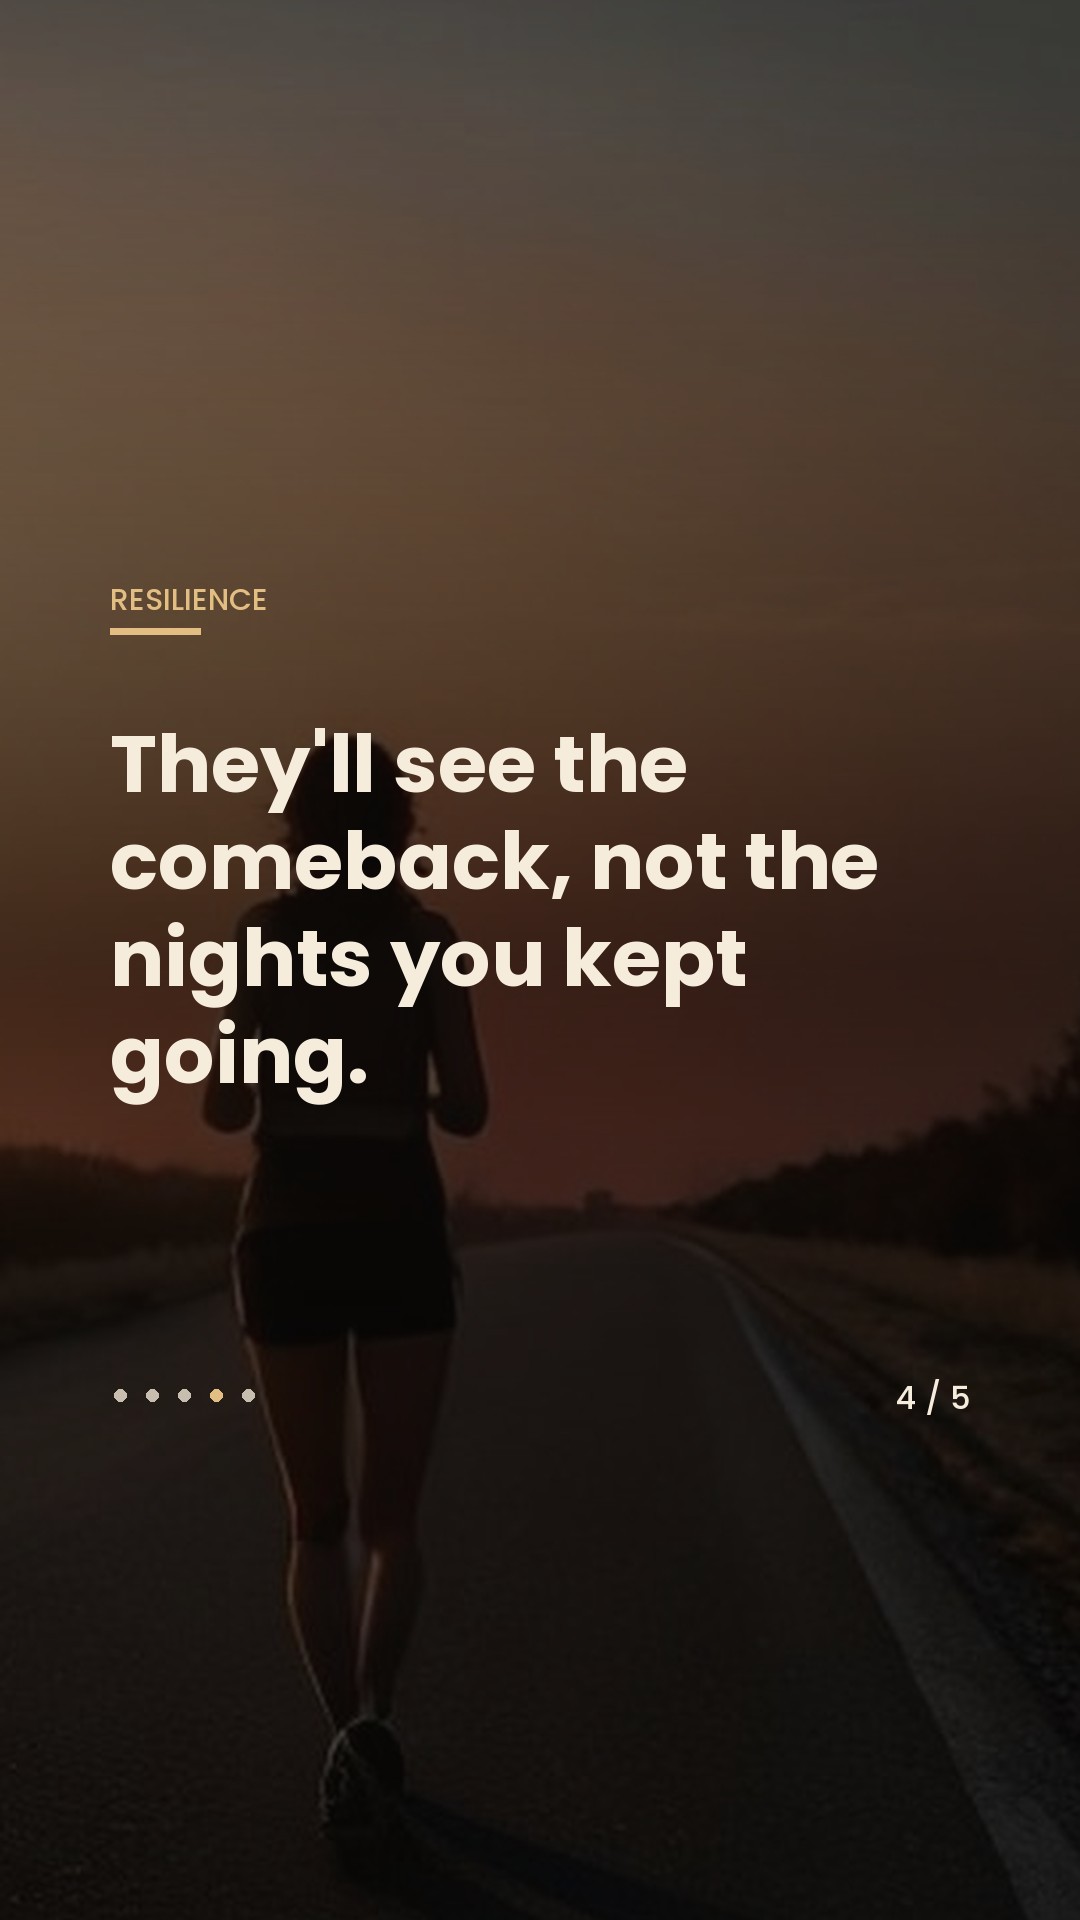 RESILIENCE
They'll see the
comeback, not the
nights you kept
going.
4 / 5